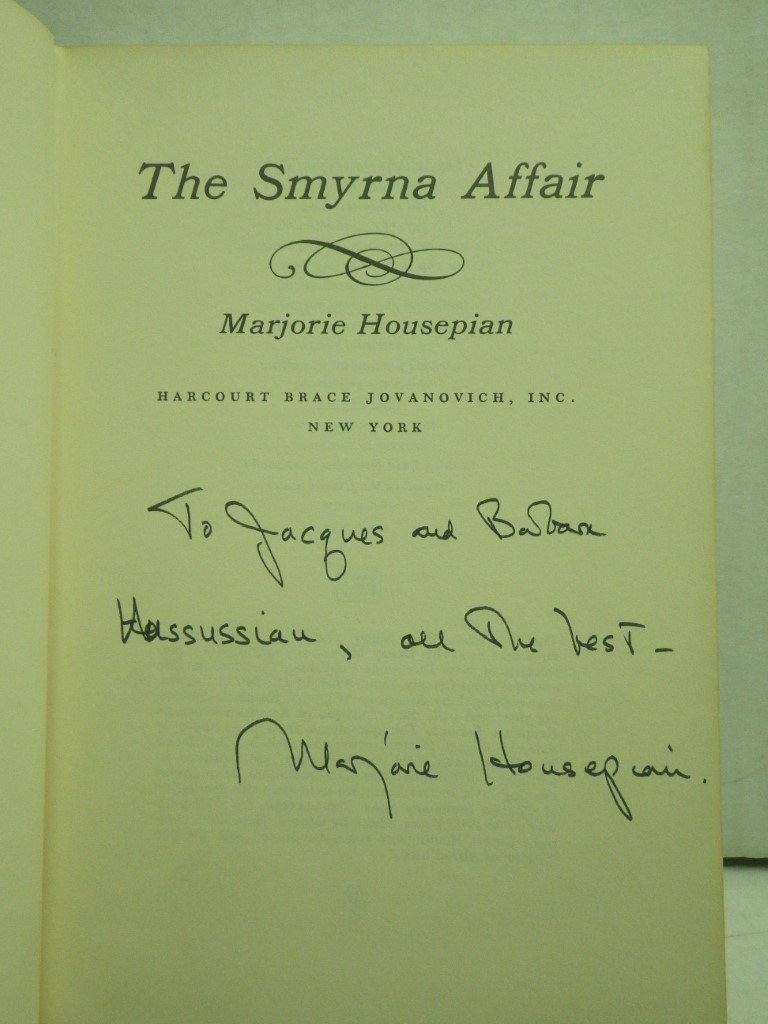 The Smyrna Affair
Marjorie Housepian
HARCOURT BRACE JOVANOVICH, INC.
NEW YORK
To Jacques and Barbara
Hassussian, all The best–
Marjorie Housepian.